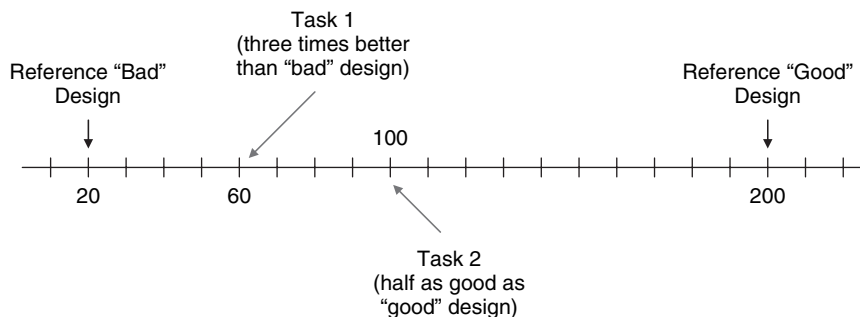 Task 1
(three times better
than “bad” design)
Reference “Bad”
Design
Reference “Good”
Design
100
20
60
200
Task 2
(half as good as
“good” design)